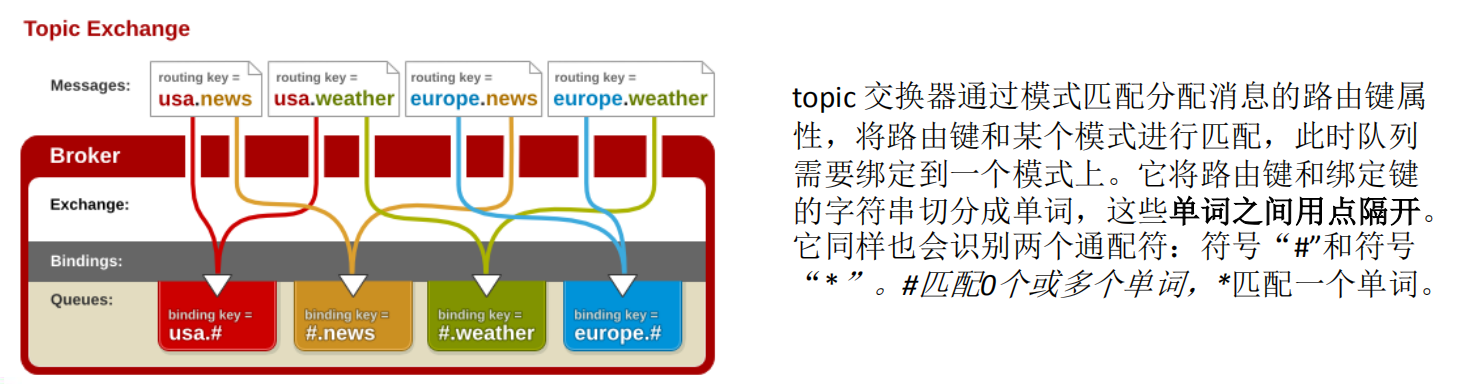 Topic Exchange
Messages:
routing key =
usa.news
routing key =
usa.weather
routing key =
europe.news
routing key =
europe.weather
Broker
Exchange:
Bindings:
Queues:
binding key =
usa.#
binding key =
#.news
binding key =
#.weather
binding key =
europe.#
topic 交换器通过模式匹配分配消息的路由键属
性，将路由键和某个模式进行匹配，此时队列
需要绑定到一个模式上。它将路由键和绑定键
的字符串切分成单词，这些单词之间用点隔开。
它同样也会识别两个通配符：符号“#”和符号
“*”。#匹配0个或多个单词，*匹配一个单词。